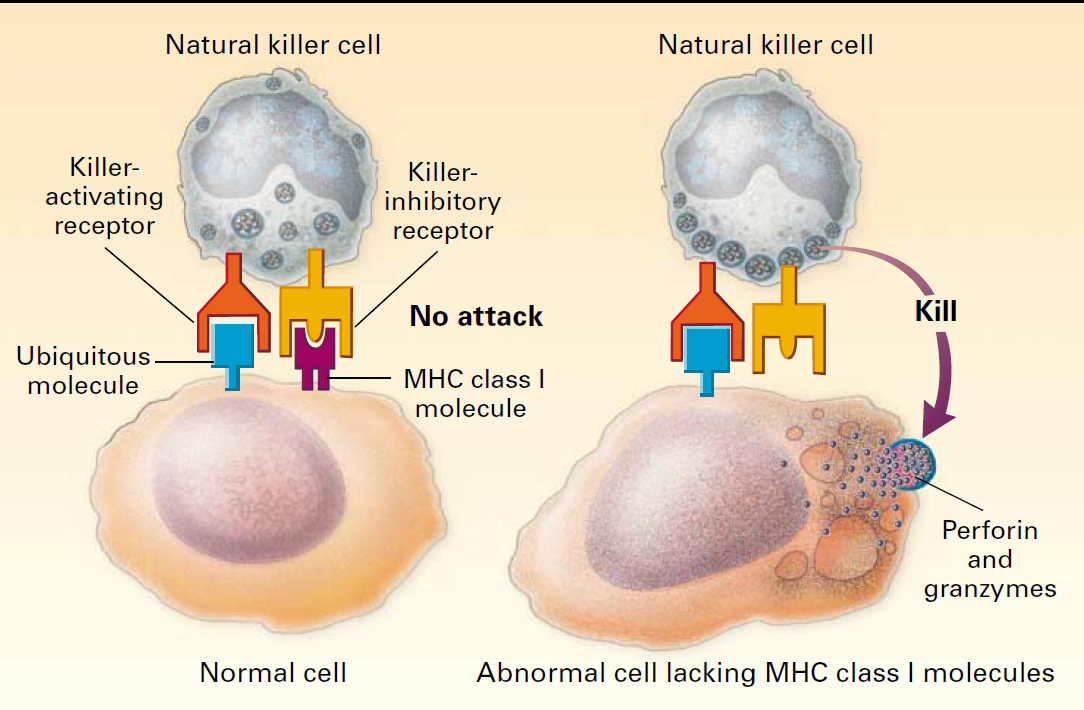 Natural killer cell
Natural killer cell
Killer-
activating
receptor
Killer-
inhibitory
receptor
No attack
Kill
Ubiquitous
molecule
MHC class I
molecule
Perforin
and
granzymes
Normal cell
Abnormal cell lacking MHC class I molecules